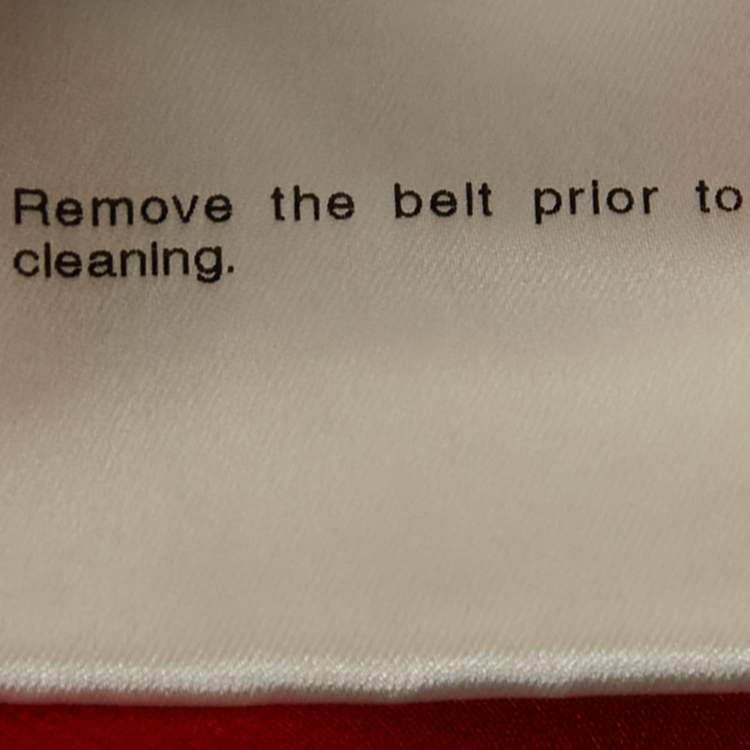 Remove the belt prior to
cleaning.